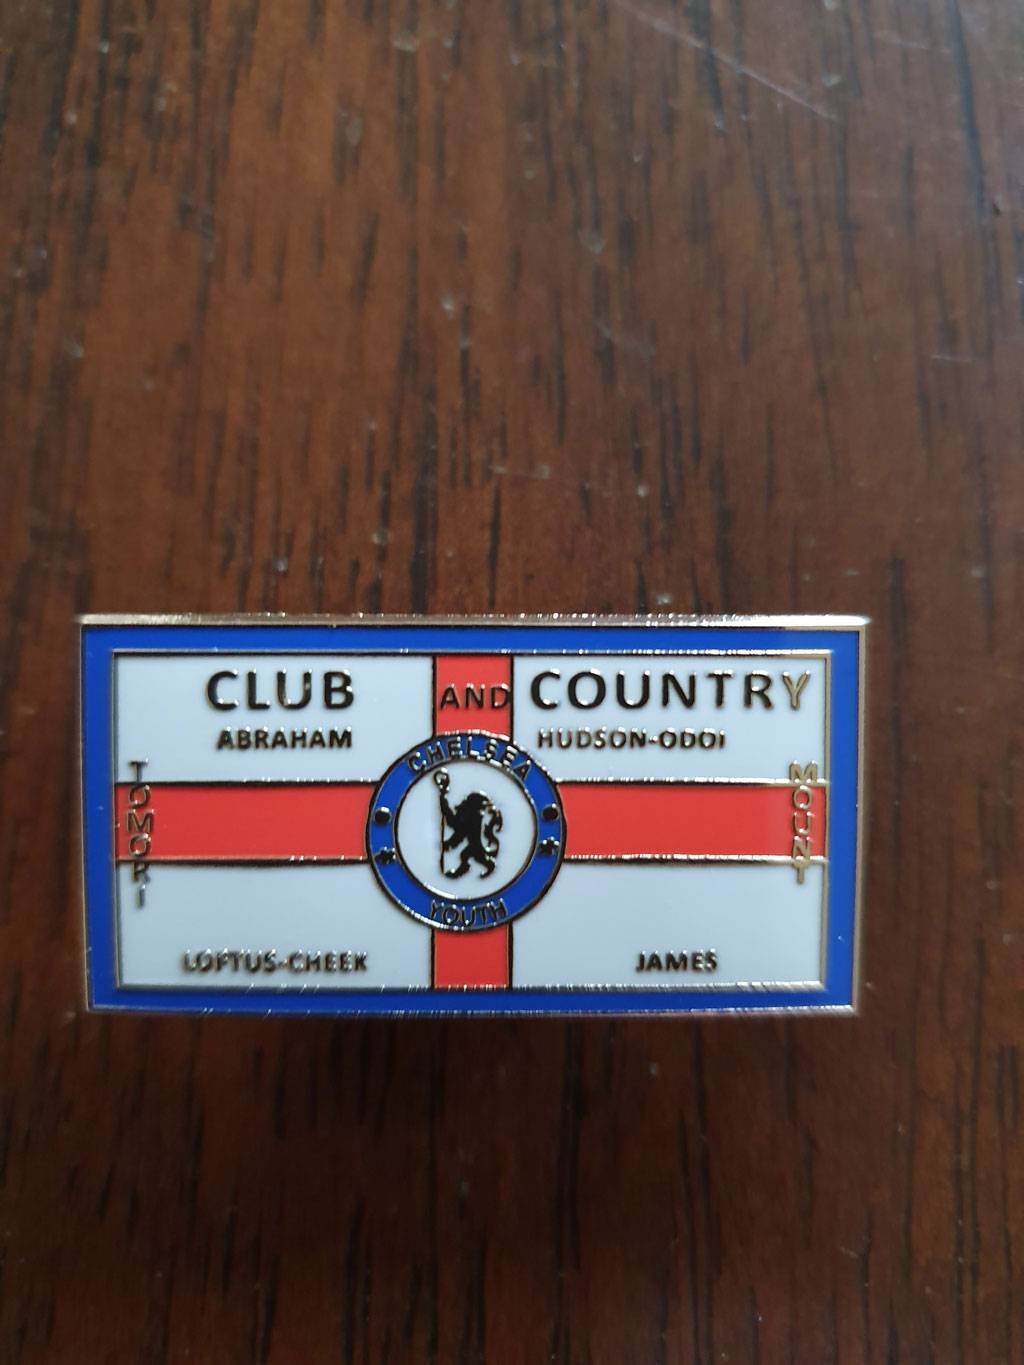 CLUB AND COUNTRY
ABRAHAM
HUDSON-ODOI
TOMORI
CHELSEA
YOUTH
MOUNT
LOFTUS-CHEEK
JAMES